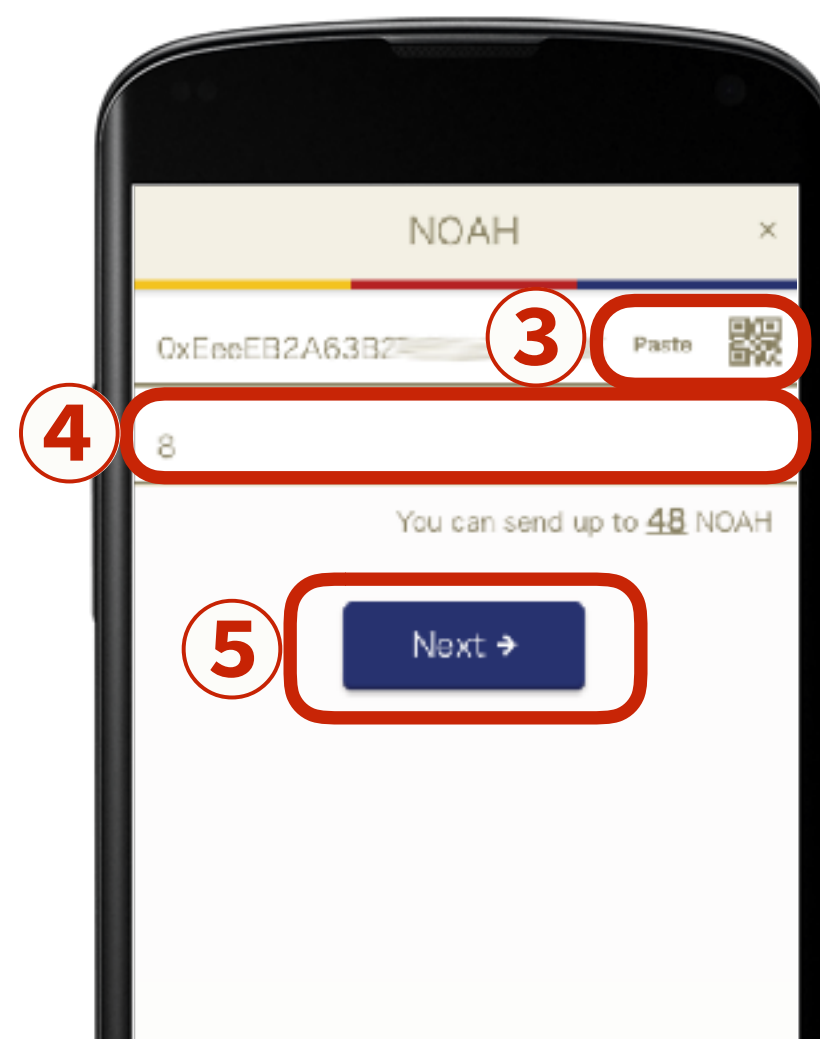 NOAH ×
0xEeeEB2A63B2 3 Paste
4 8
You can send up to 48 NOAH
5 Next →